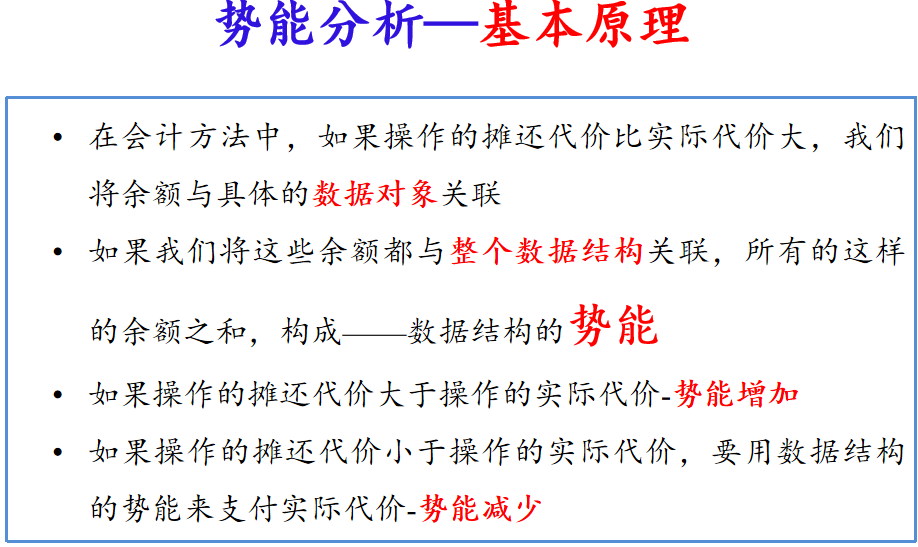 势能分析—基本原理
• 在会计方法中，如果操作的摊还代价比实际代价大，我们
将余额与具体的数据对象关联
• 如果我们将这些余额都与整个数据结构关联，所有的这样
的余额之和，构成——数据结构的势能
• 如果操作的摊还代价大于操作的实际代价-势能增加
• 如果操作的摊还代价小于操作的实际代价，要用数据结构
的势能来支付实际代价-势能减少